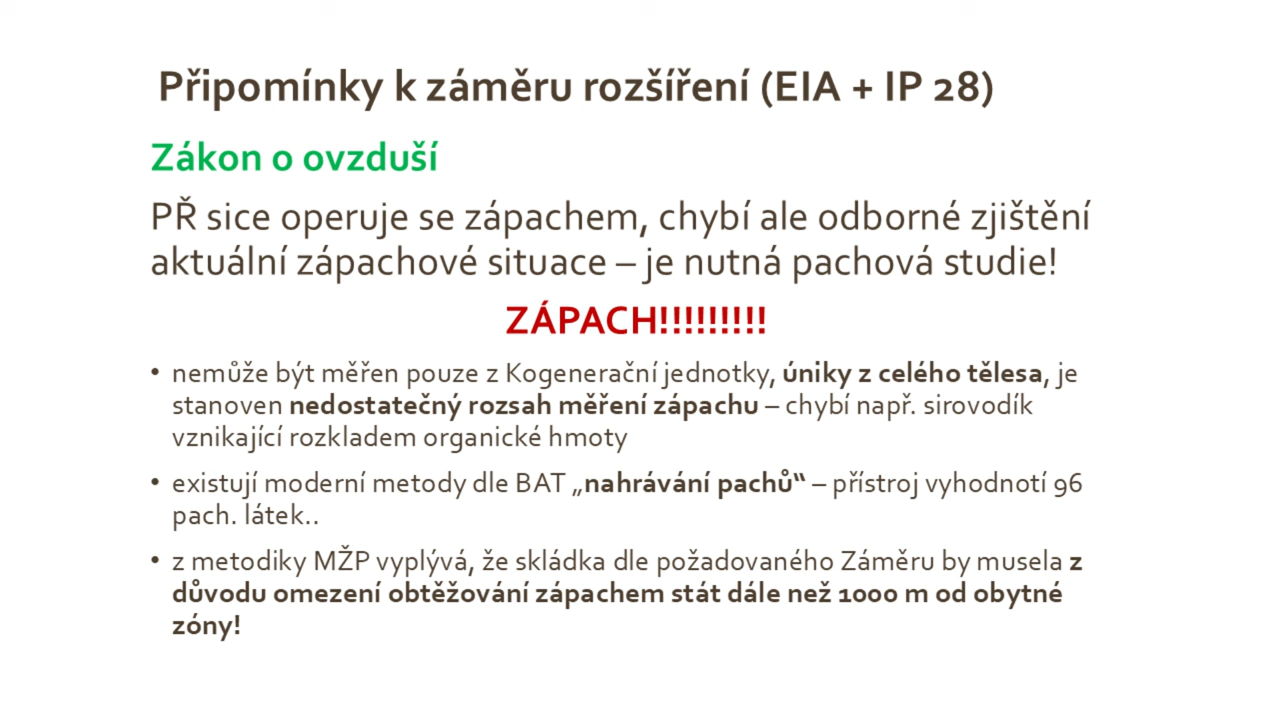 Připomínky k záměru rozšíření (EIA + IP 28)
Zákon o ovzduší
PŘ sice operuje se zápachem, chybí ale odborné zjištění
aktuální zápachové situace – je nutná pachová studie!
ZÁPACH!!!!!!!!!
• nemůže být měřen pouze z Kogenerační jednotky, úniky z celého tělesa, je
stanoven nedostatečný rozsah měření zápachu – chybí např. sirovodík
vznikající rozkladem organické hmoty
• existují moderní metody dle BAT „nahrávání pachů“ – přístroj vyhodnotí 96
pach. látek..
• z metodiky MŽP vyplývá, že skládka dle požadovaného Záměru by musela z
důvodu omezení obtěžování zápachem stát dále než 1000 m od obytné
zóny!